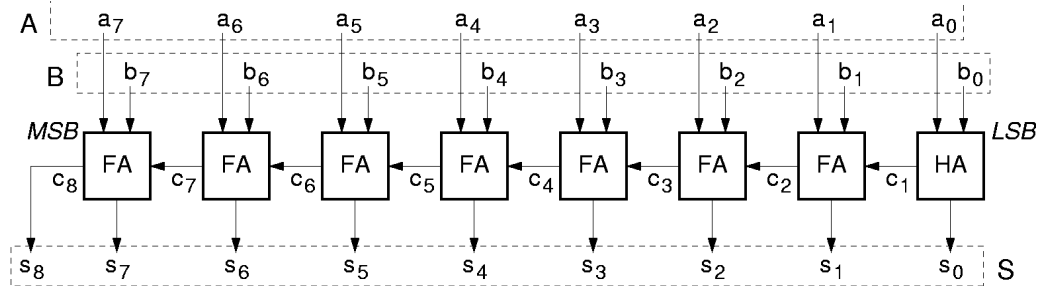 A a₇ a₆ a₅ a₄ a₃ a₂ a₁ a₀
B b₇ b₆ b₅ b₄ b₃ b₂ b₁ b₀
MSB LSB
FA FA FA FA FA FA FA HA
c₈ c₇ c₆ c₅ c₄ c₃ c₂ c₁
s₈ s₇ s₆ s₅ s₄ s₃ s₂ s₁ s₀ S